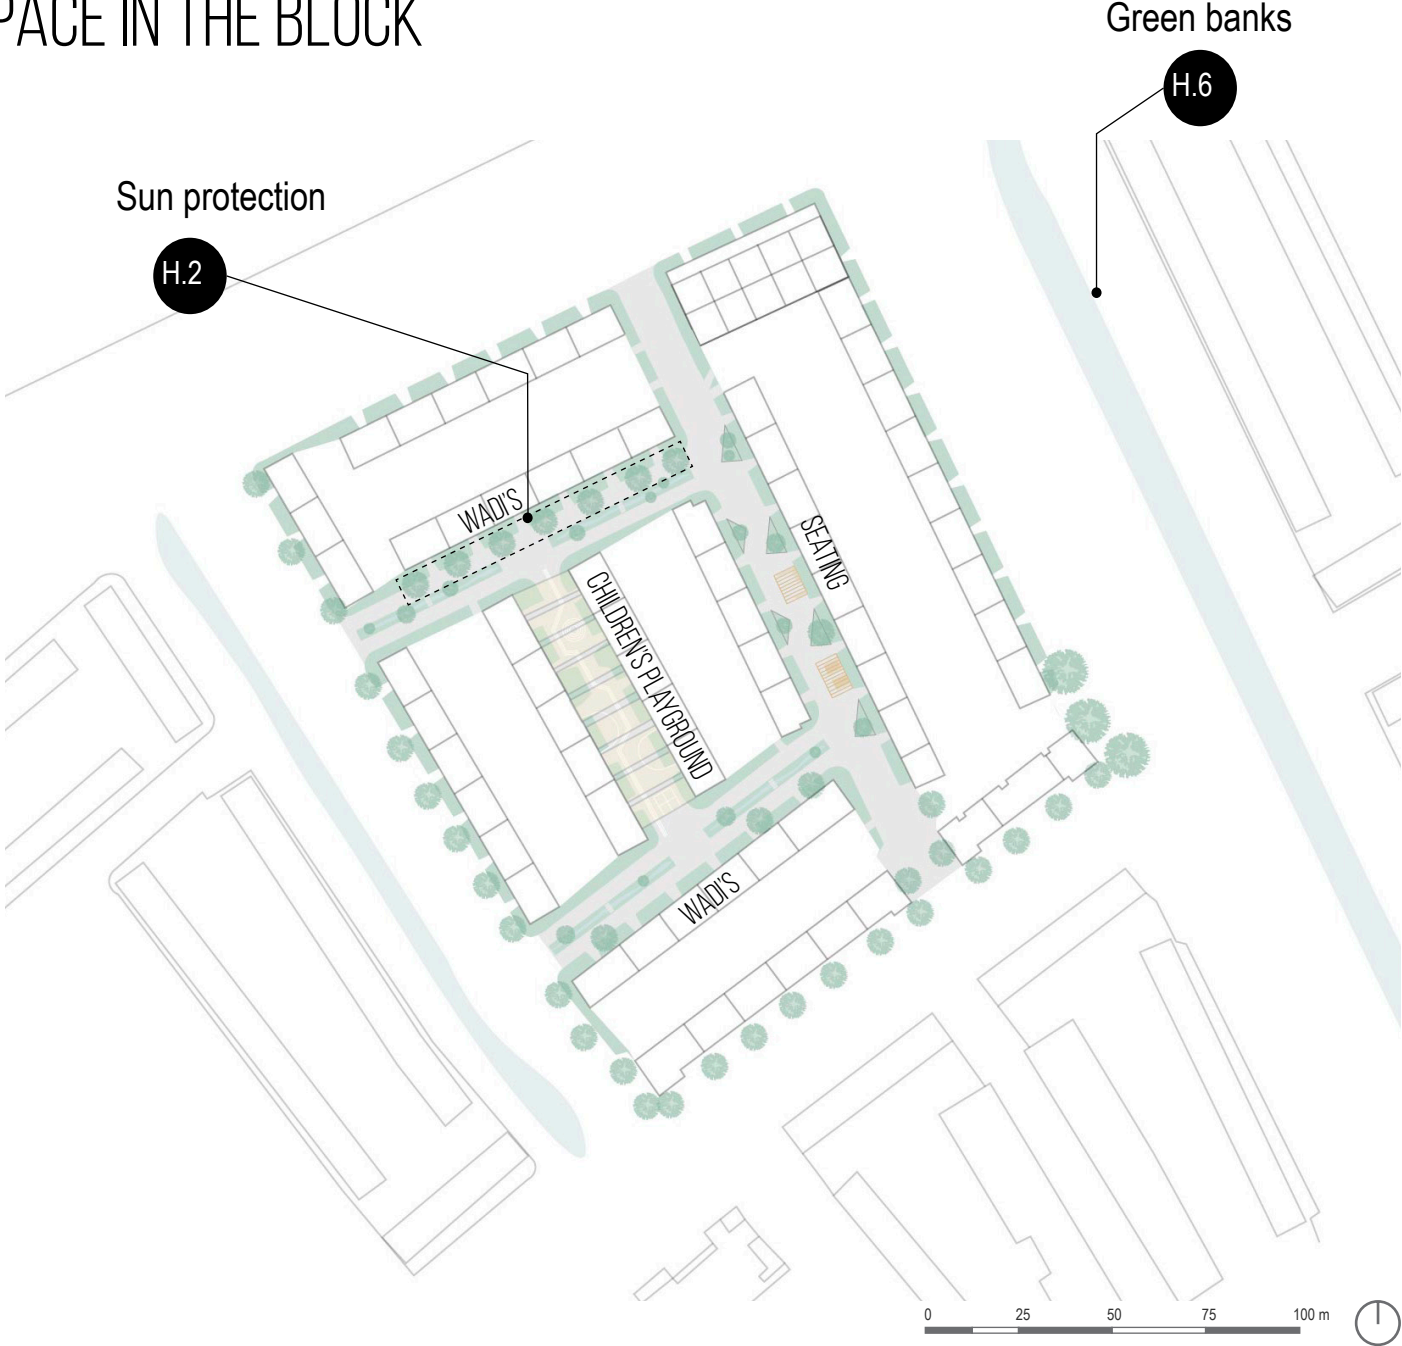 PACE IN THE BLOCK
Green banks
H.6
Sun protection
H.2
WADI'S
SEATING
CHILDREN'S PLAYGROUND
WADI'S
0 25 50 75 100 m